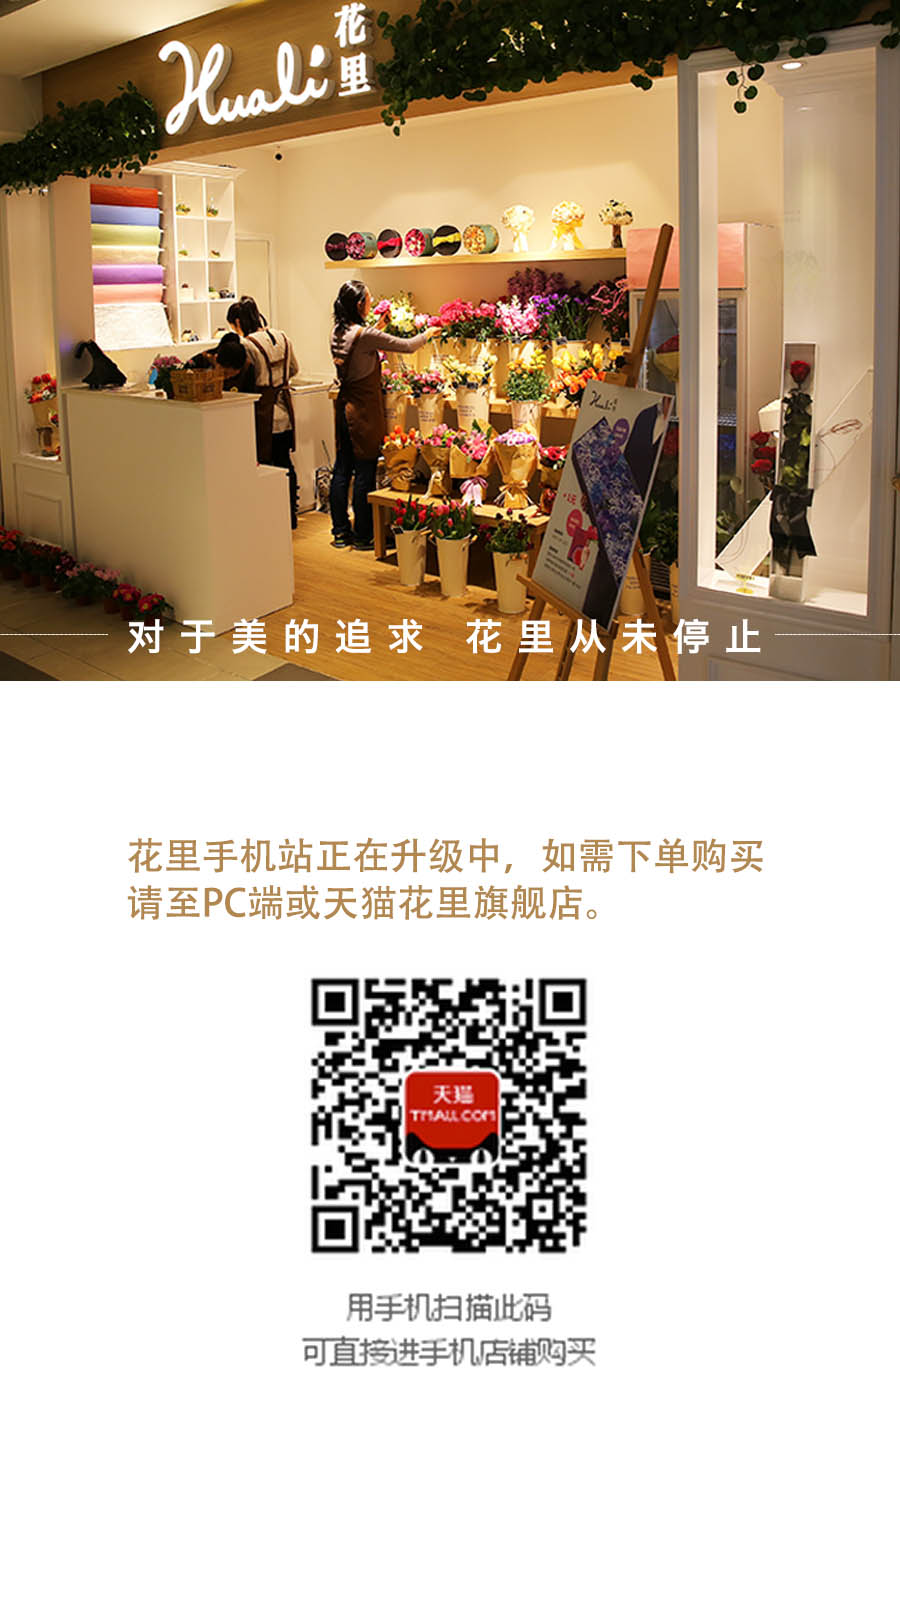 Huali
花里
Huali
对于美的追求 花里从未停止
花里手机站正在升级中，如需下单购买
请至PC端或天猫花里旗舰店。
天猫
TMALL.COM
用手机扫描此码
可直接进手机店铺购买